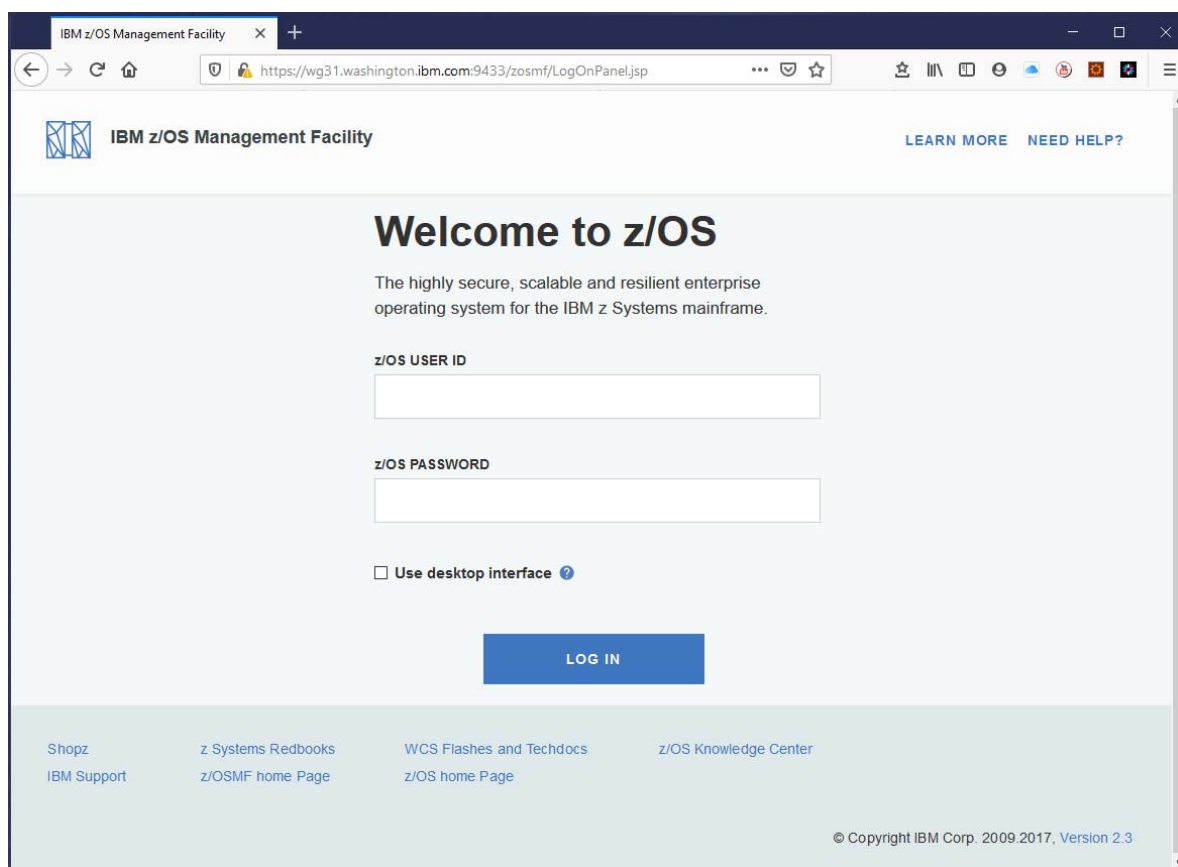 IBM z/OS Management Facility
https://wg31.washington.ibm.com:9433/zosmf/LogOnPanel.jsp
IBM z/OS Management Facility
LEARN MORE NEED HELP?
Welcome to z/OS
The highly secure, scalable and resilient enterprise
operating system for the IBM z Systems mainframe.
z/OS USER ID
z/OS PASSWORD
Use desktop interface ?
LOG IN
Shopz z Systems Redbooks WCS Flashes and Techdocs z/OS Knowledge Center
IBM Support z/OSMF home Page z/OS home Page
© Copyright IBM Corp. 2009.2017, Version 2.3